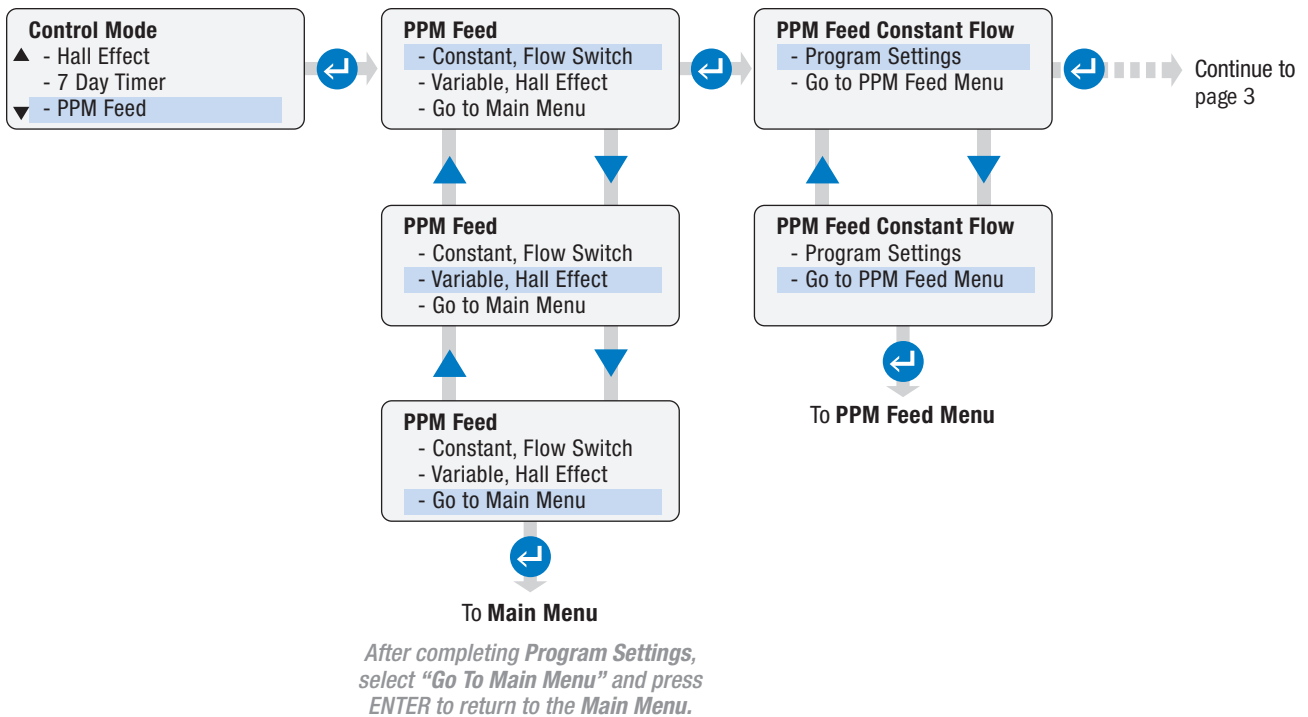 Control Mode
- Hall Effect
- 7 Day Timer
- PPM Feed
PPM Feed
- Constant, Flow Switch
- Variable, Hall Effect
- Go to Main Menu
PPM Feed Constant Flow
- Program Settings
- Go to PPM Feed Menu
Continue to
page 3
PPM Feed
- Constant, Flow Switch
- Variable, Hall Effect
- Go to Main Menu
PPM Feed Constant Flow
- Program Settings
- Go to PPM Feed Menu
To PPM Feed Menu
PPM Feed
- Constant, Flow Switch
- Variable, Hall Effect
- Go to Main Menu
To Main Menu
After completing Program Settings,
select “Go To Main Menu” and press
ENTER to return to the Main Menu.